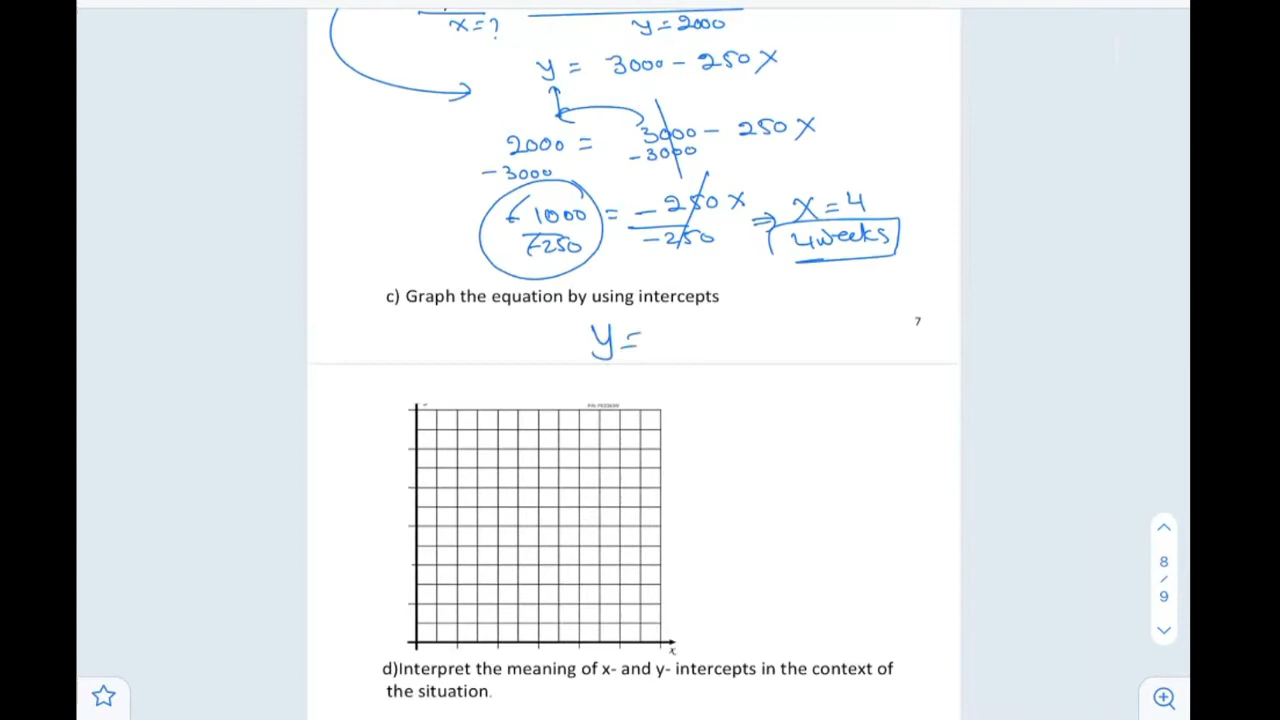 x=? y=2000
y = 3000 - 250x
2000 = 3000 - 250x
-3000 -3000
-1000 = -250x ⇒ x=4
-250 -250 4weeks
c) Graph the equation by using intercepts
7
y=
x
d)Interpret the meaning of x- and y- intercepts in the context of
the situation.
8
/
9